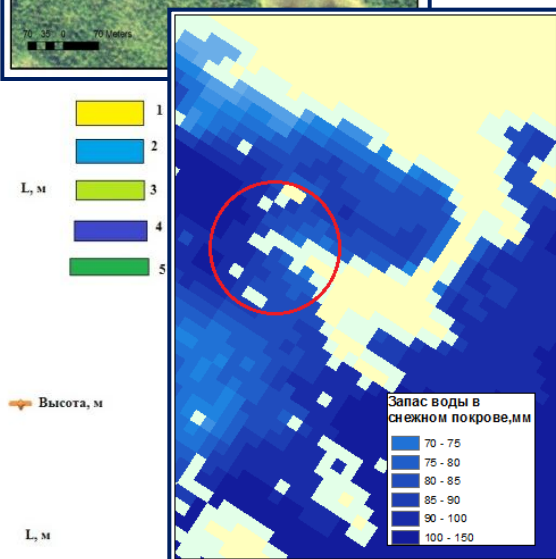 70 35 0 70 Meters
1
2
L, м
3
4
5
Высота, м
L, м
Запас воды в
снежном покрове,мм
70 - 75
75 - 80
80 - 85
85 - 90
90 - 100
100 - 150